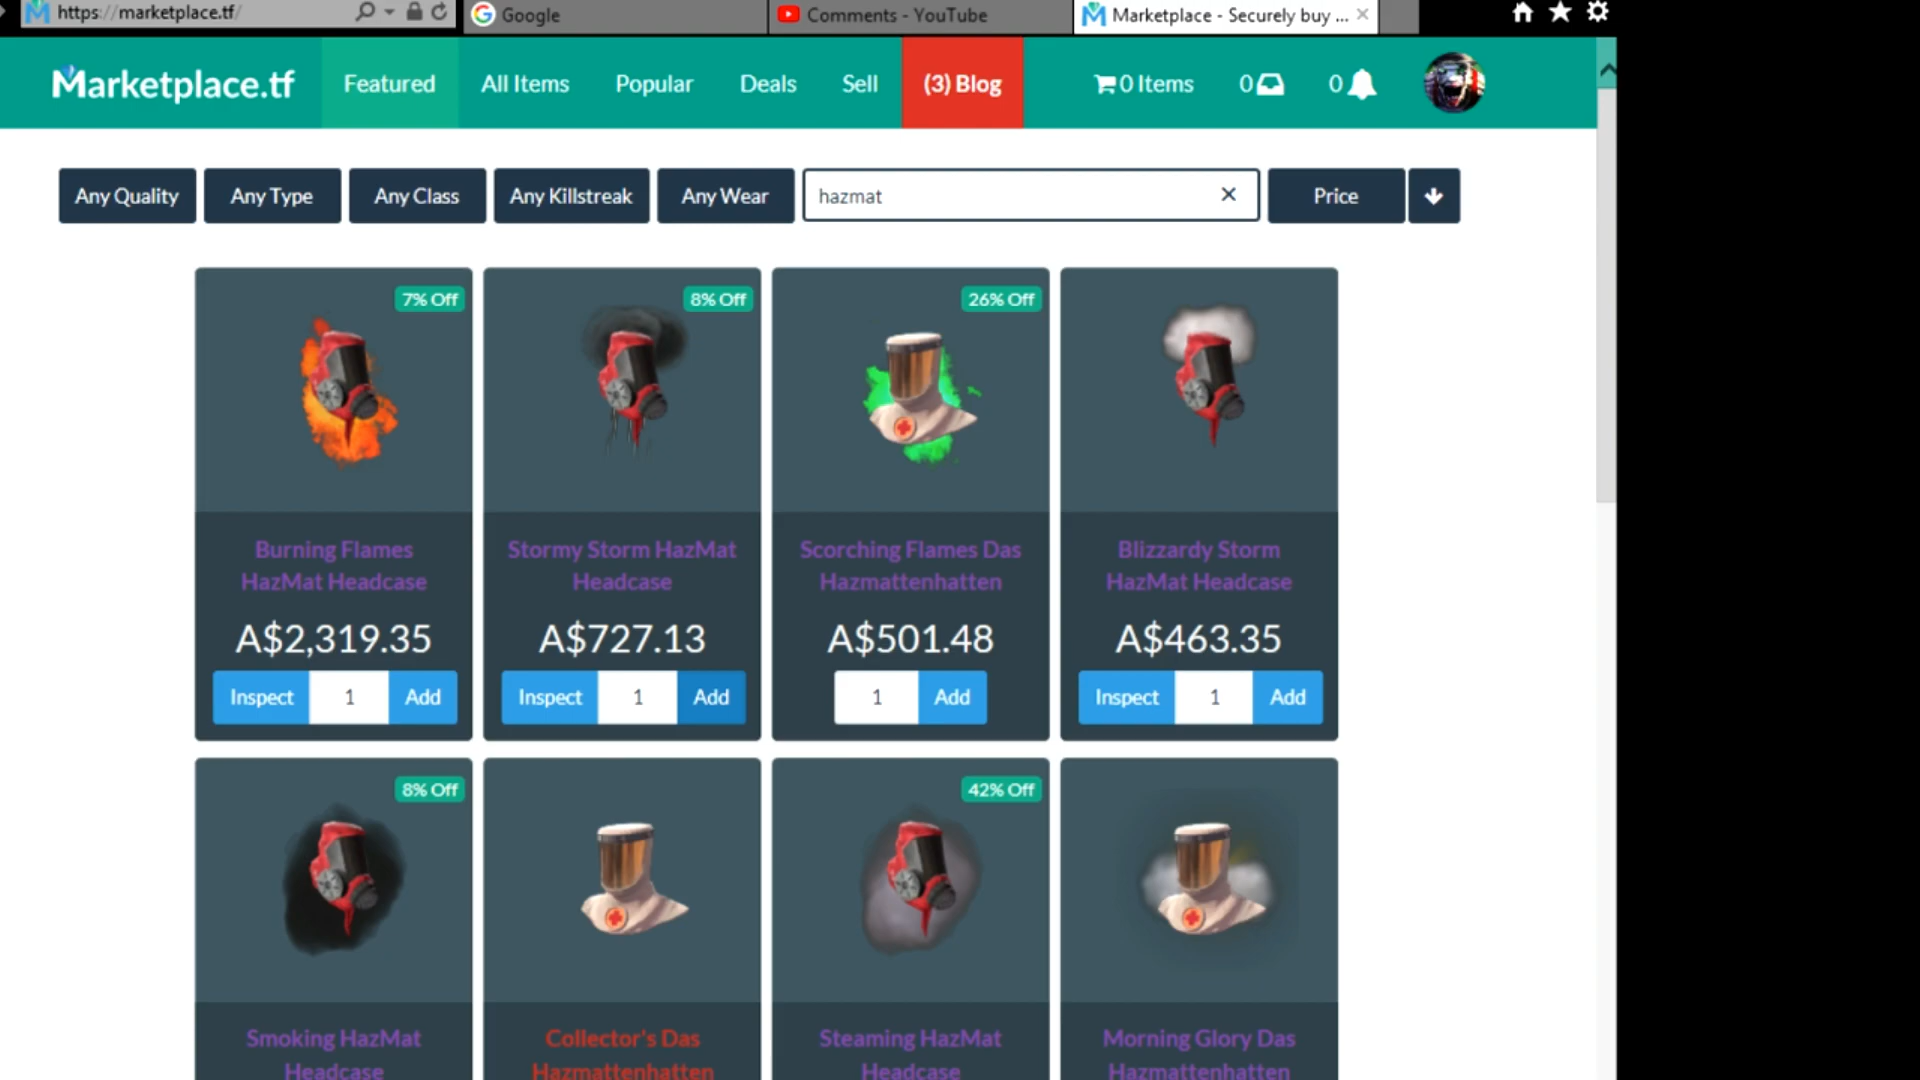 https://marketplace.tf/
Google
Comments - YouTube
Marketplace - Securely buy ...
Marketplace.tf
Featured
All Items
Popular
Deals
Sell
(3) Blog
0 Items
0
0
Any Quality
Any Type
Any Class
Any Killstreak
Any Wear
hazmat
Price
7% Off
8% Off
26% Off
Burning Flames
HazMat Headcase
Stormy Storm HazMat
Headcase
Scorching Flames Das
Hazmattenhatten
Blizzardy Storm
HazMat Headcase
A$2,319.35
A$727.13
A$501.48
A$463.35
Inspect 1 Add
Inspect 1 Add
1 Add
Inspect 1 Add
8% Off
42% Off
Smoking HazMat
Headcase
Collector's Das
Hazmattenhatten
Steaming HazMat
Headcase
Morning Glory Das
Hazmattenhatten